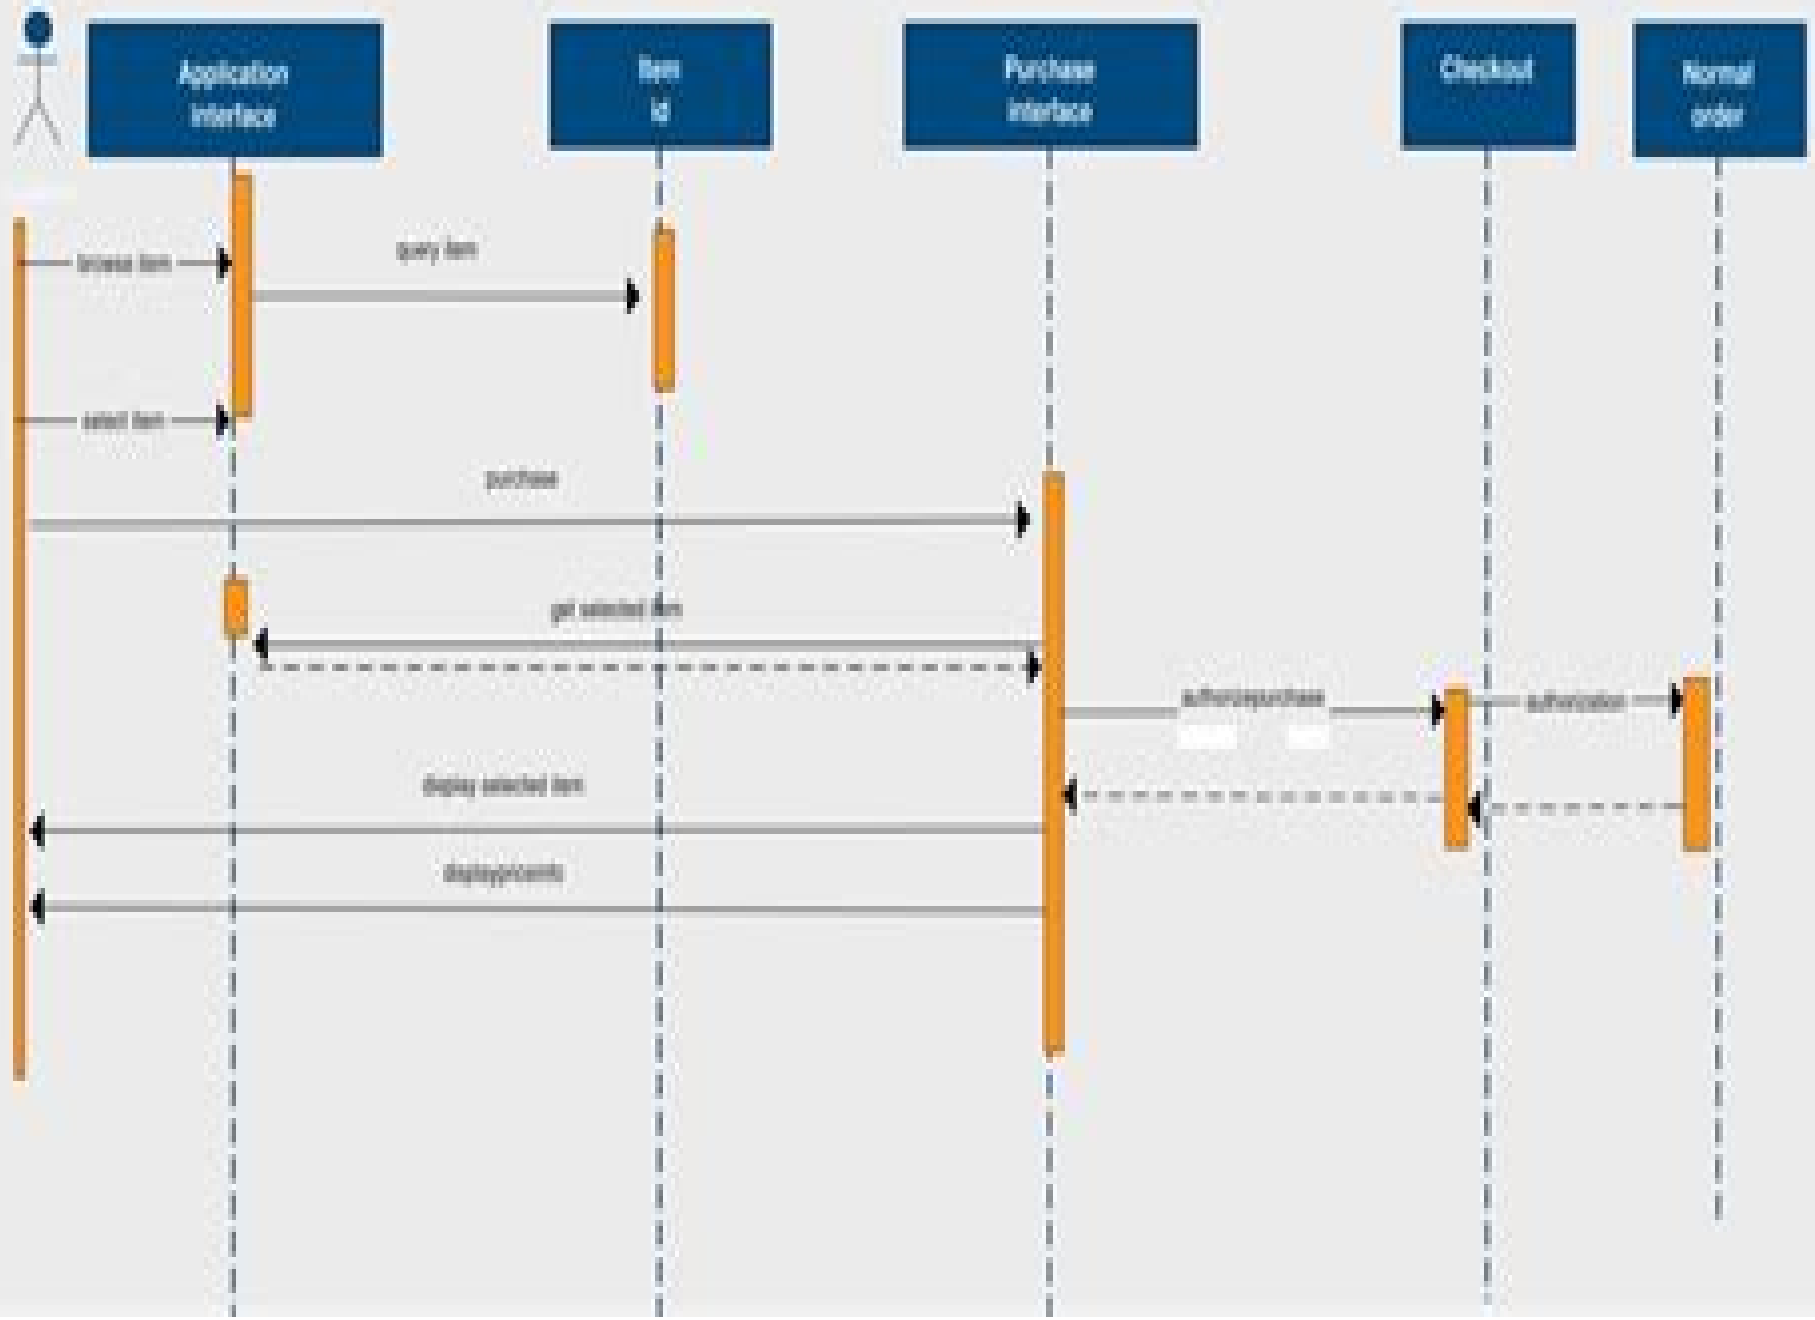 Application
interface
Item
id
Purchase
interface
Checkout
Normal
order
browse item
query item
select item
purchase
get selected item
authorizepurchase
authorization
display selected item